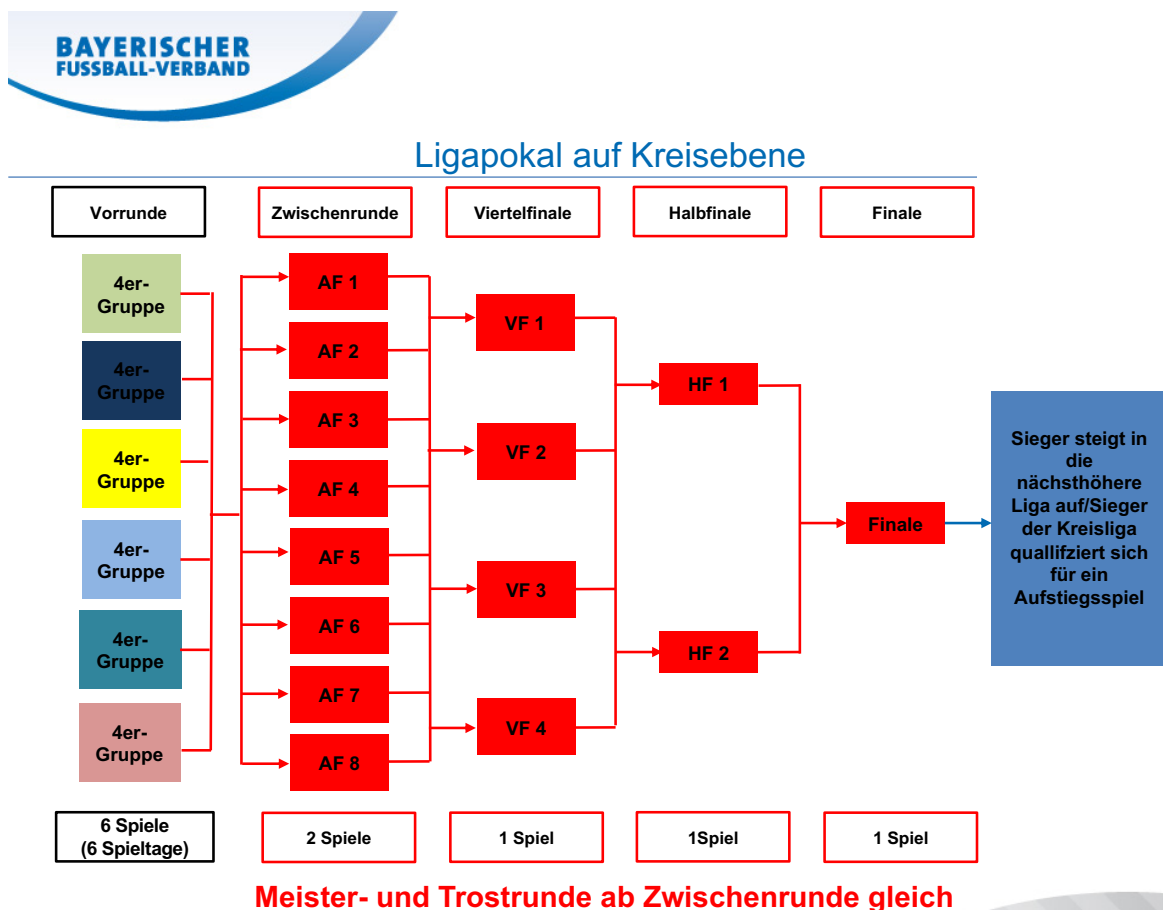 BAYERISCHER
FUSSBALL-VERBAND
Ligapokal auf Kreisebene
Vorrunde
Zwischenrunde
Viertelfinale
Halbfinale
Finale
4er-
Gruppe
4er-
Gruppe
4er-
Gruppe
4er-
Gruppe
4er-
Gruppe
4er-
Gruppe
AF 1
AF 2
AF 3
AF 4
AF 5
AF 6
AF 7
AF 8
VF 1
VF 2
VF 3
VF 4
HF 1
HF 2
Finale
Sieger steigt in
die
nächsthöhere
Liga auf/Sieger
der Kreisliga
quallifziert sich
für ein
Aufstiegsspiel
6 Spiele
(6 Spieltage)
2 Spiele
1 Spiel
1Spiel
1 Spiel
Meister- und Trostrunde ab Zwischenrunde gleich